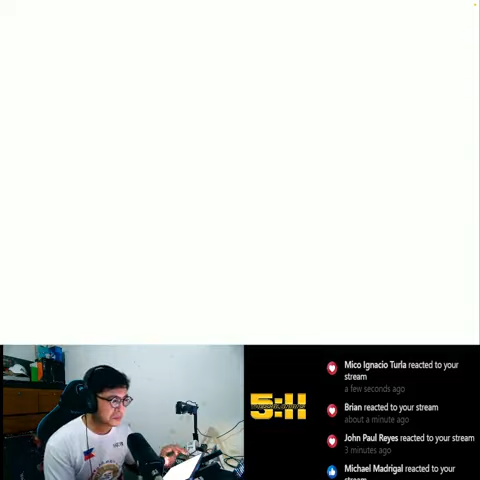 5:11
Mico Ignacio Turla reacted to your
stream
a few seconds ago
Brian reacted to your stream
about a minute ago
John Paul Reyes reacted to your stream
3 minutes ago
Michael Madrigal reacted to your
stream